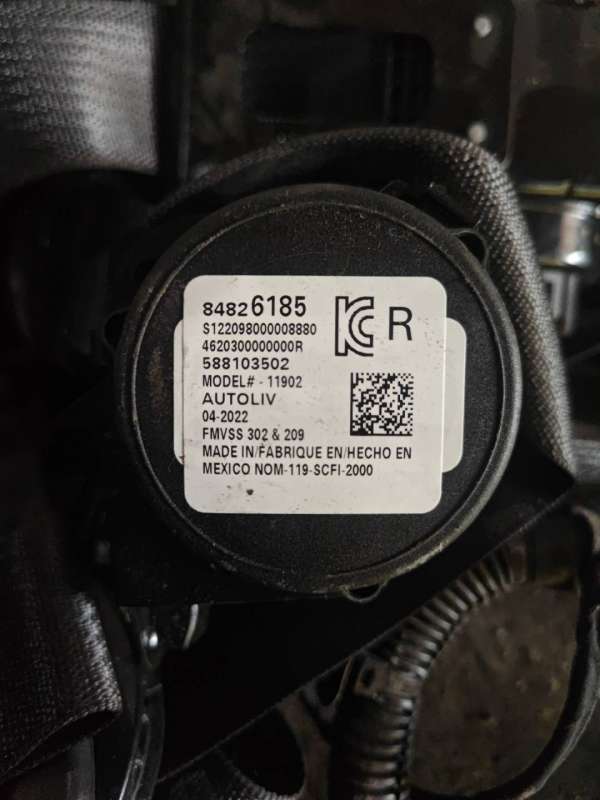 84826185
S122098000008880
4620300000000R
588103502
MODEL# - 11902
AUTOLIV
04-2022
FMVSS 302 & 209
MADE IN/FABRIQUE EN/HECHO EN
MEXICO NOM-119-SCFI-2000
KC R